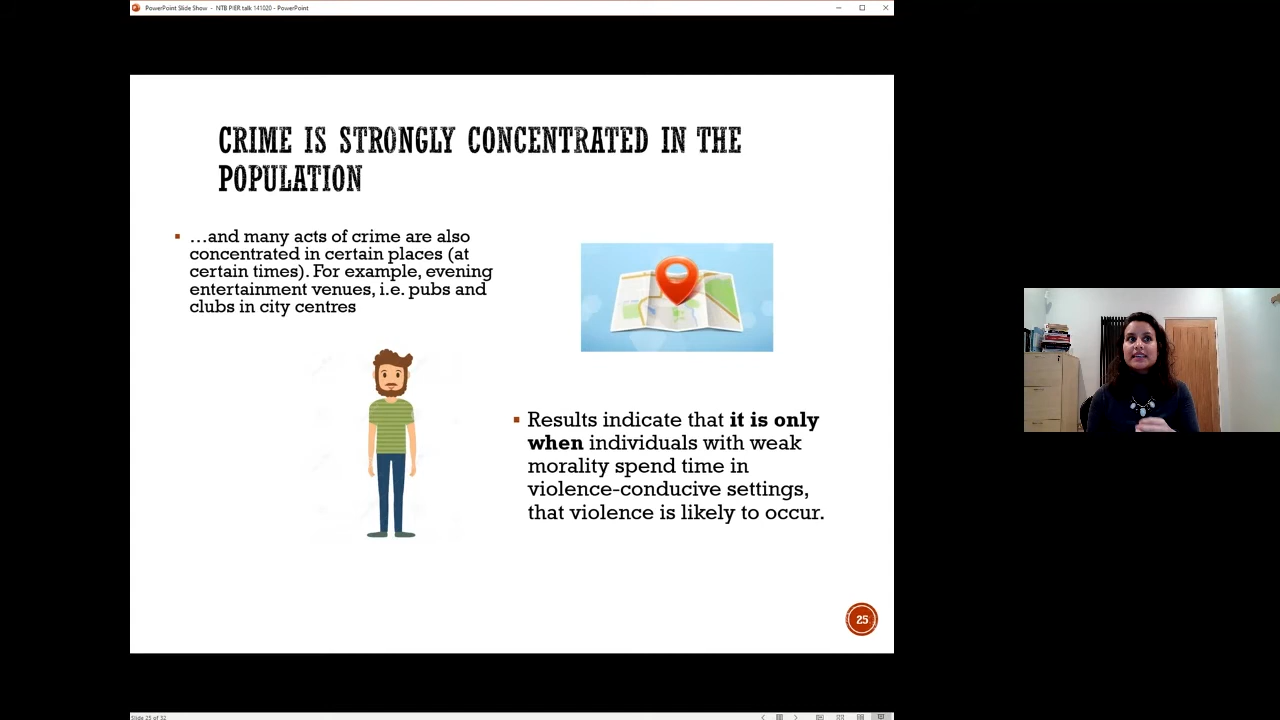 PowerPoint Slide Show - NTB PIER talk 141020 - PowerPoint
CRIME IS STRONGLY CONCENTRATED IN THE
POPULATION
…and many acts of crime are also
concentrated in certain places (at
certain times). For example, evening
entertainment venues, i.e. pubs and
clubs in city centres
Results indicate that it is only
when individuals with weak
morality spend time in
violence-conducive settings,
that violence is likely to occur.
25
Slide 25 of 32